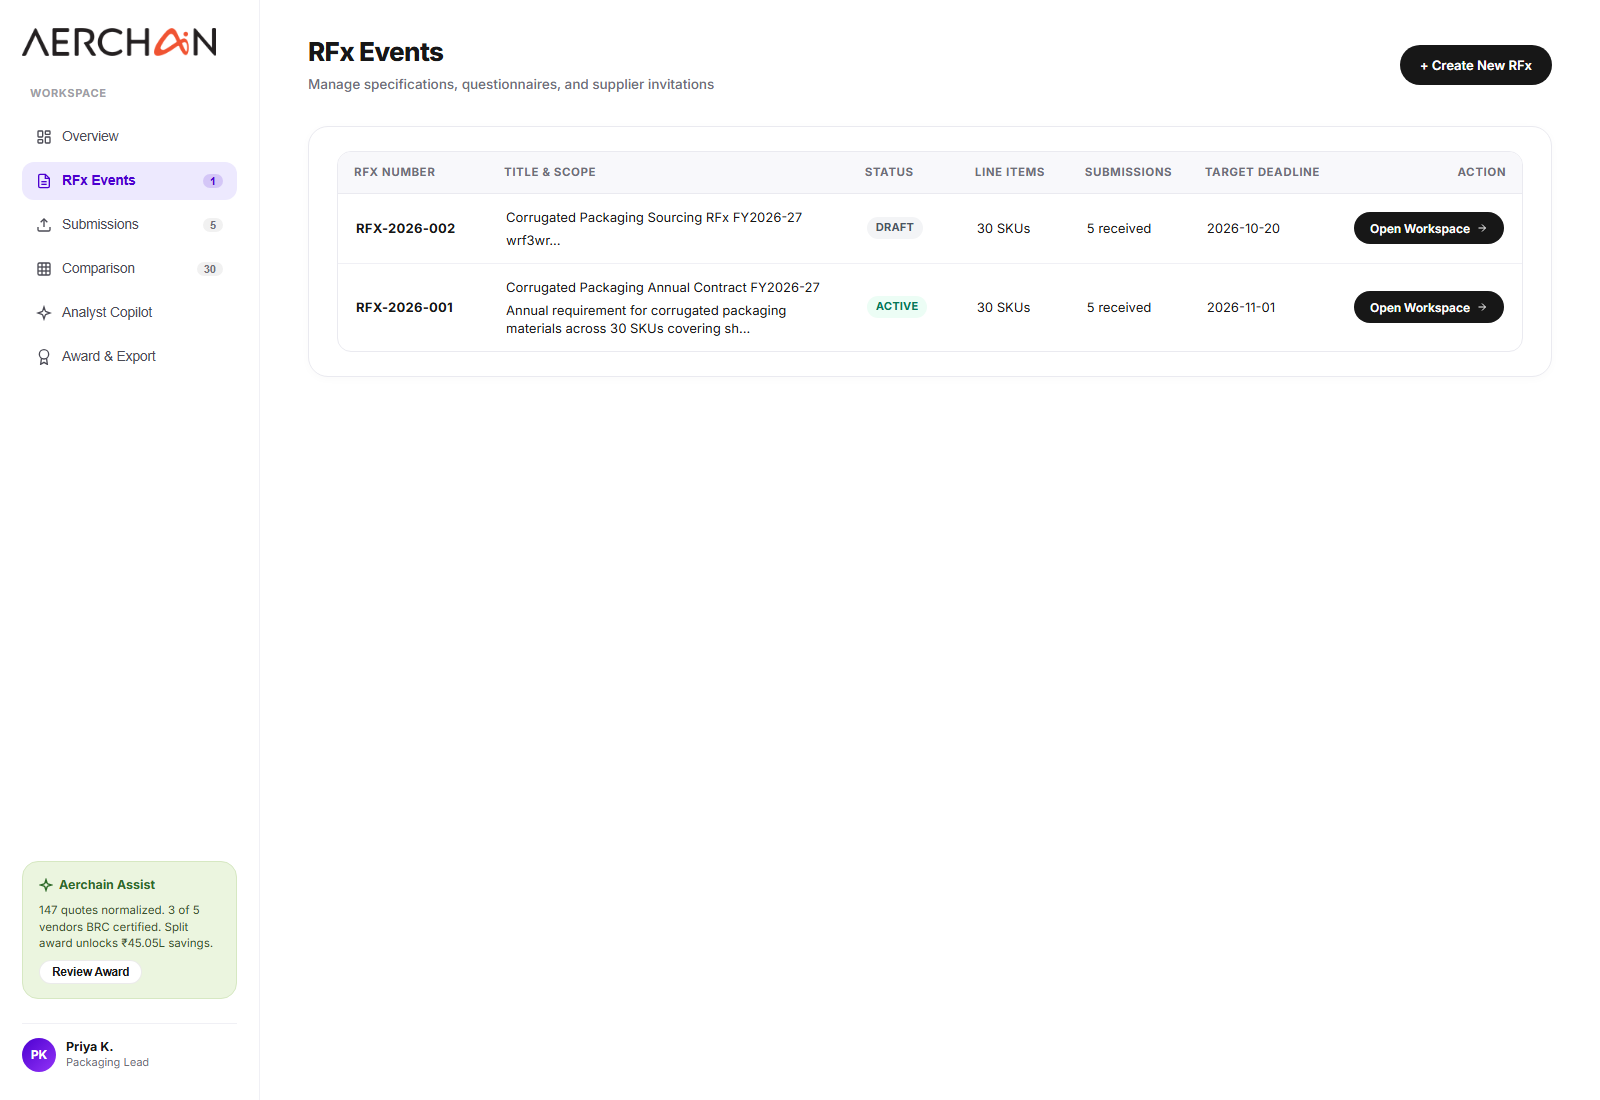 AERCHAIN
WORKSPACE
Overview
RFx Events 1
Submissions 5
Comparison 30
Analyst Copilot
Award & Export
Aerchain Assist
147 quotes normalized. 3 of 5
vendors BRC certified. Split
award unlocks ₹45.05L savings.
Review Award
PK
Priya K.
Packaging Lead
RFx Events
Manage specifications, questionnaires, and supplier invitations
+ Create New RFx
RFX NUMBER TITLE & SCOPE STATUS LINE ITEMS SUBMISSIONS TARGET DEADLINE ACTION
RFX-2026-002 Corrugated Packaging Sourcing RFx FY2026-27 DRAFT 30 SKUs 5 received 2026-10-20 Open Workspace →
wrf3wr...
RFX-2026-001 Corrugated Packaging Annual Contract FY2026-27 ACTIVE 30 SKUs 5 received 2026-11-01 Open Workspace →
Annual requirement for corrugated packaging
materials across 30 SKUs covering sh...